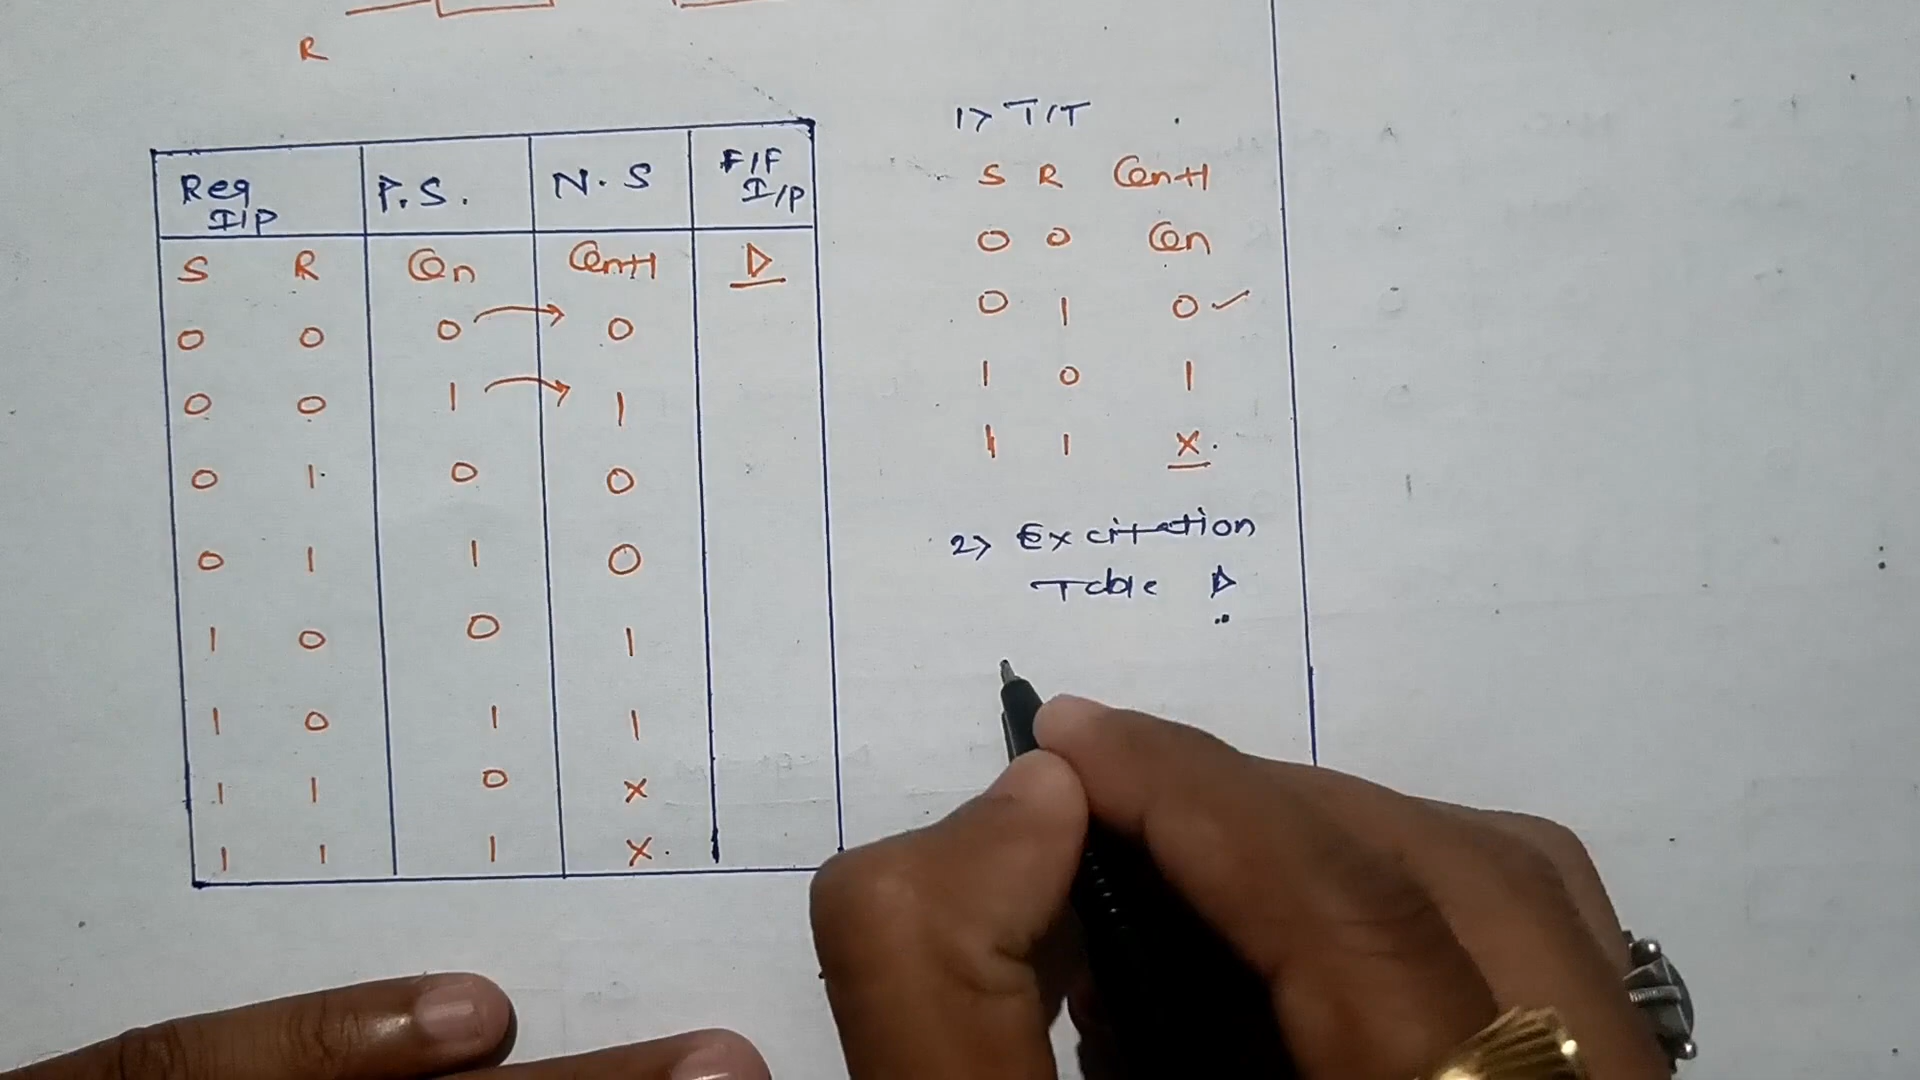 R
Req I/P P.S. N.S F/F I/P
S R Qn Qn+1 D
0 0 0 0
0 0 1 1
0 1 0 0
0 1 1 0
1 0 0 1
1 0 1 1
1 1 0 X
1 1 1 X
1> T/T
S R Qn+1
0 0 Qn
0 1 0 ✓
1 0 1
1 1 X
2> Excitation
Table D